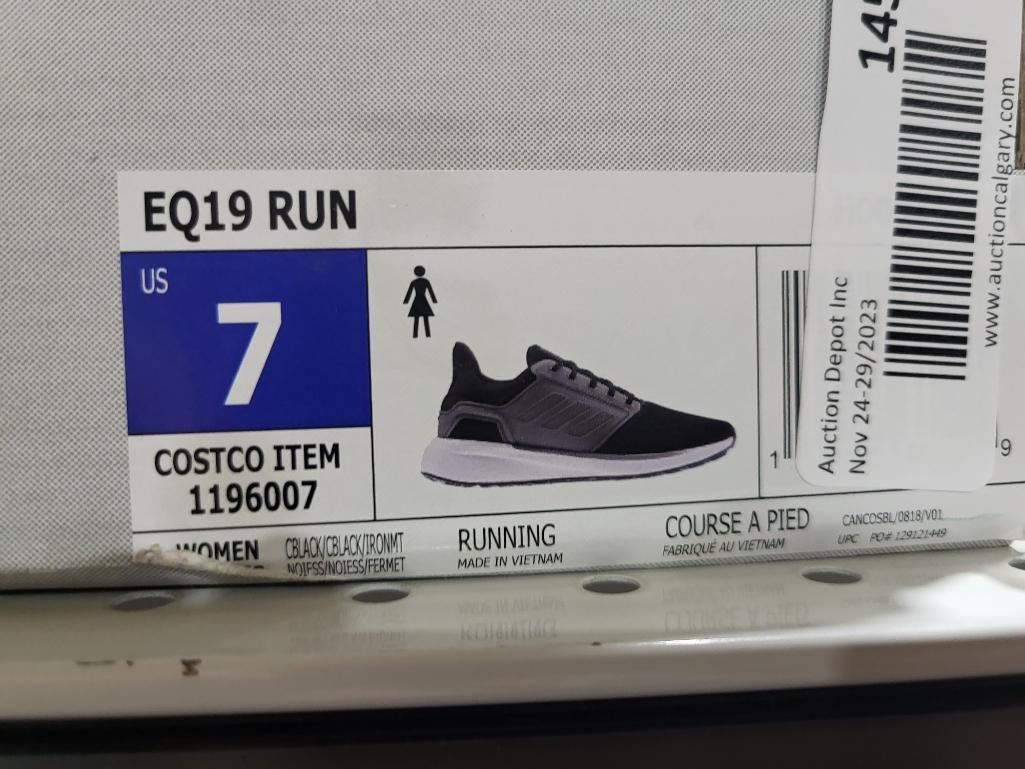 EQ19 RUN
US
7
COSTCO ITEM
1196007
WOMEN
CBLACK/CBLACK/IRONMT
NOIESS/NOIESS/FERMET
RUNNING
MADE IN VIETNAM
COURSE A PIED
FABRIQUÉ AU VIETNAM
CANCOSBL/0818/V01
UPC PO# 129121449
1
9
Auction Depot Inc
Nov 24-29/2023
www.auctioncalgary.com